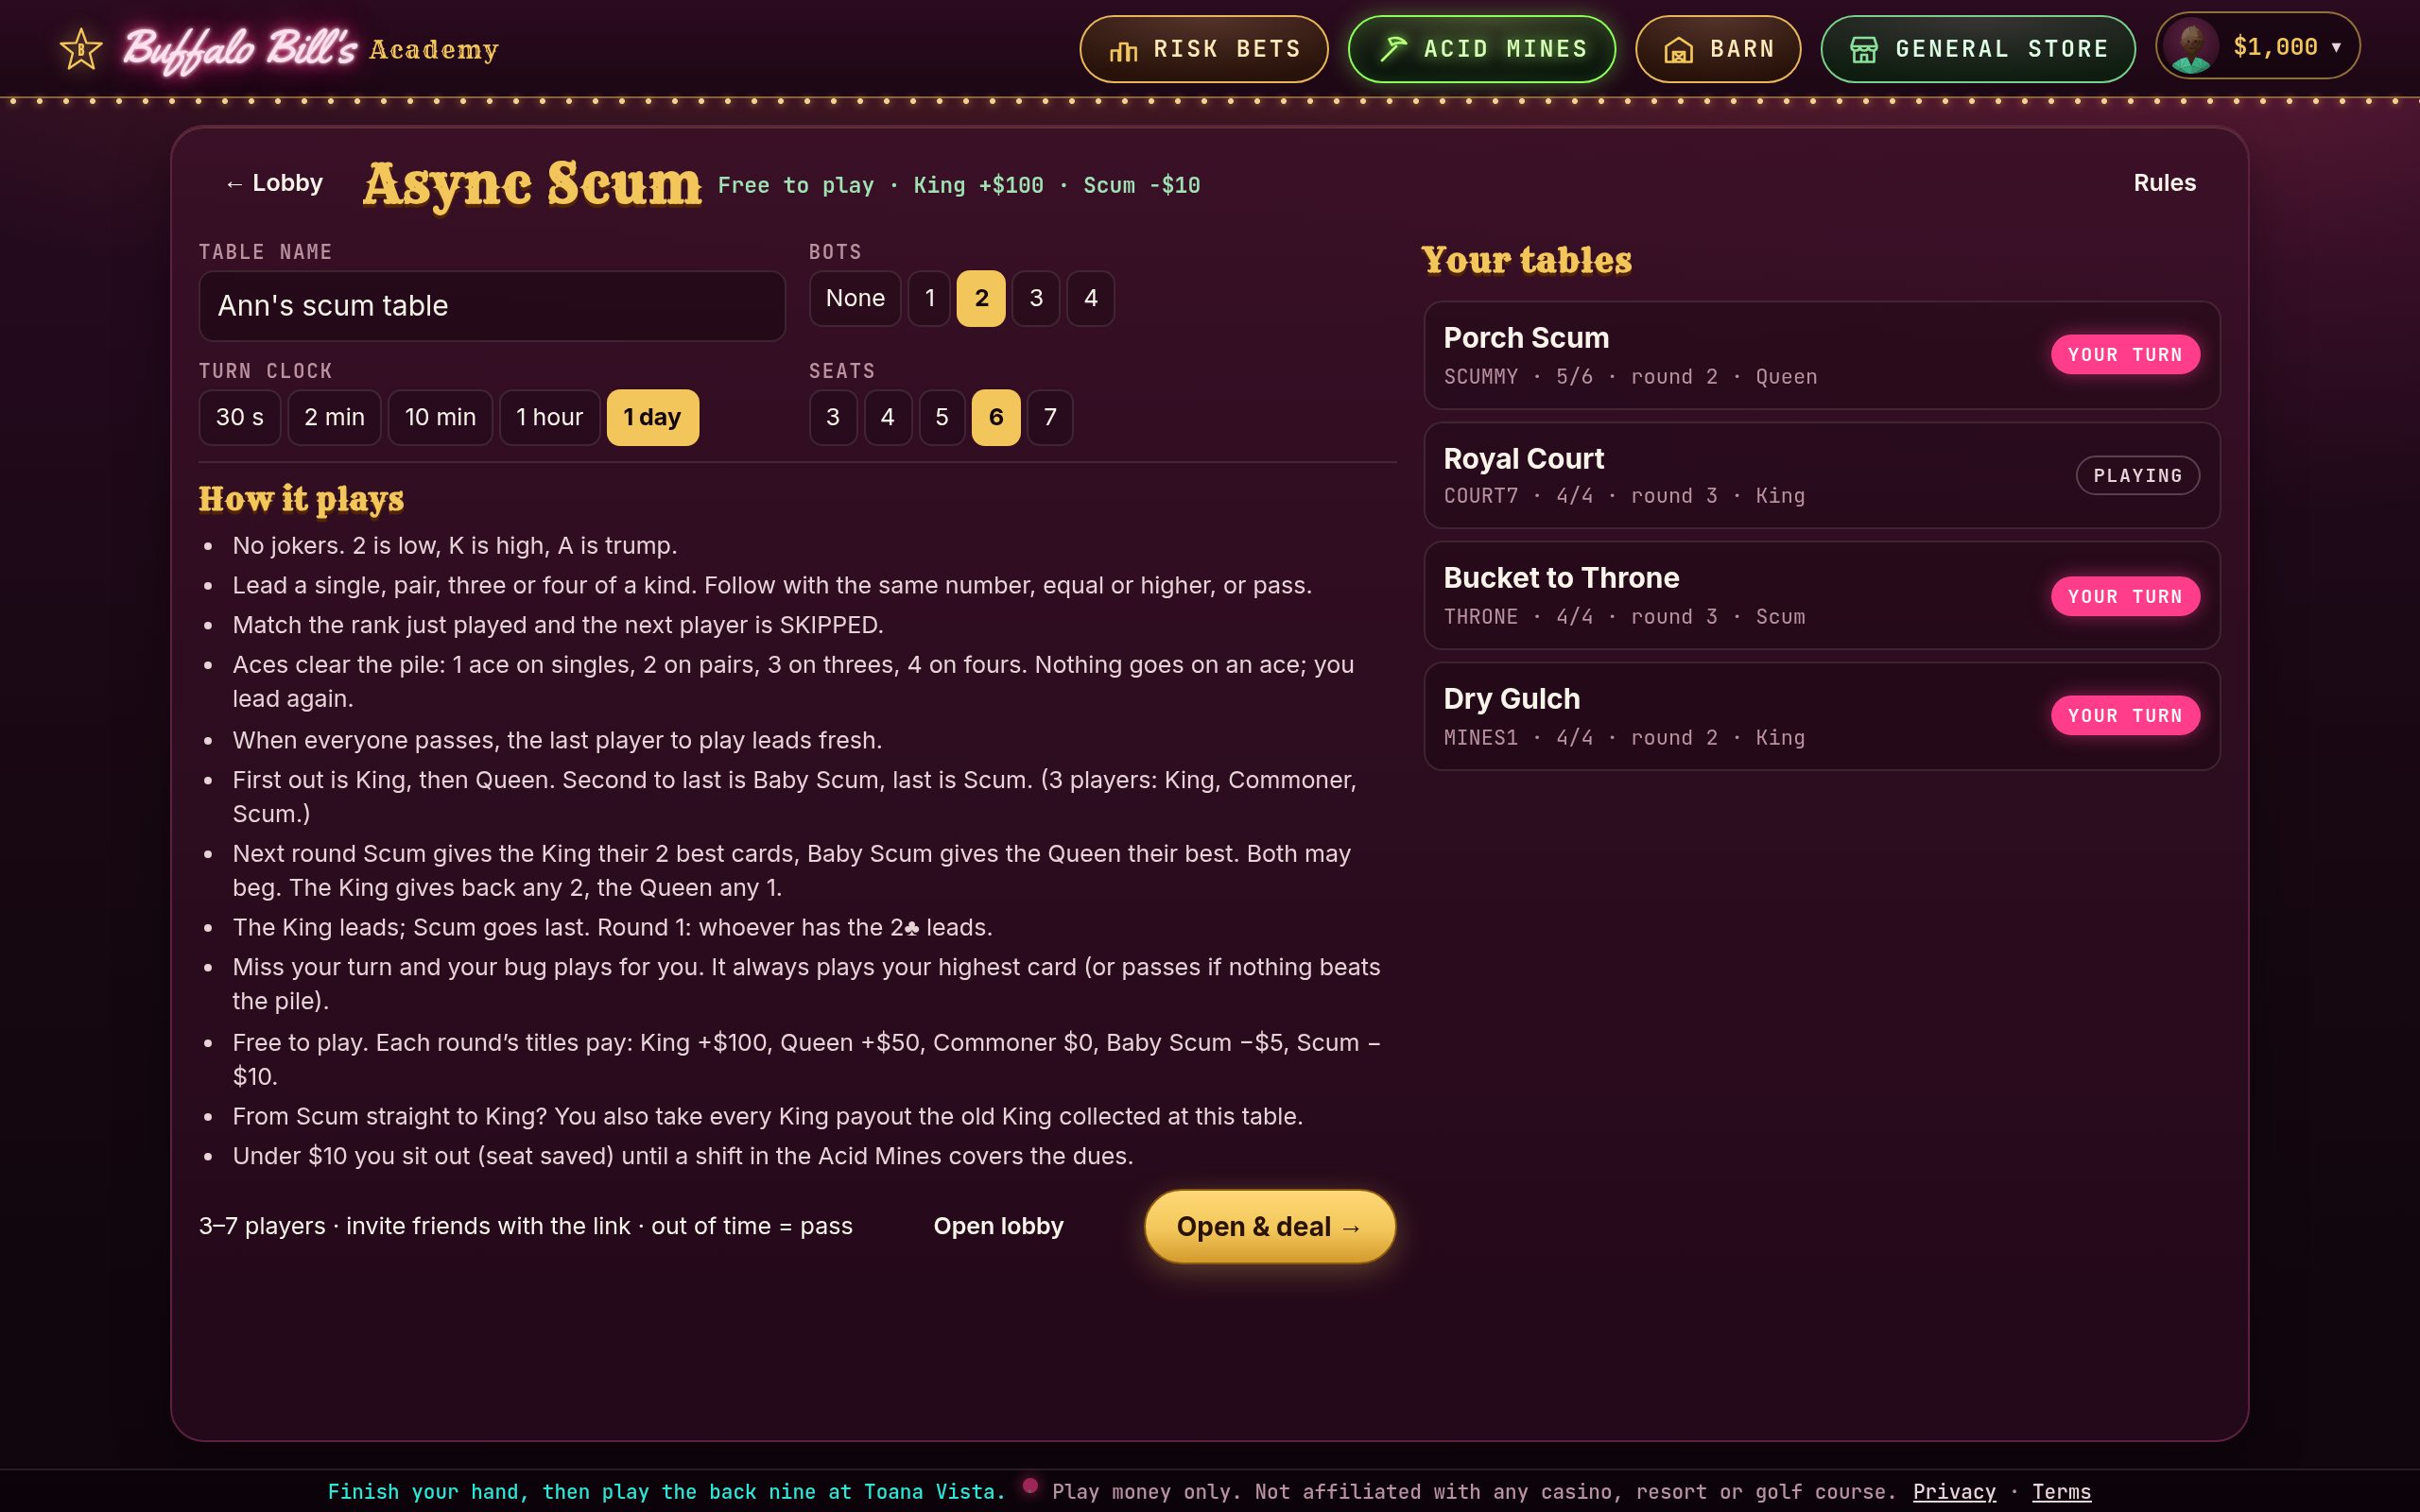 B
Buffalo Bill's Academy
RISK BETS
ACID MINES
BARN
GENERAL STORE
$1,000 ▾
← Lobby
Async Scum
Free to play · King +$100 · Scum -$10
Rules
TABLE NAME
Ann's scum table
BOTS
None 1 2 3 4
TURN CLOCK
30 s 2 min 10 min 1 hour 1 day
SEATS
3 4 5 6 7
How it plays
• No jokers. 2 is low, K is high, A is trump.
• Lead a single, pair, three or four of a kind. Follow with the same number, equal or higher, or pass.
• Match the rank just played and the next player is SKIPPED.
• Aces clear the pile: 1 ace on singles, 2 on pairs, 3 on threes, 4 on fours. Nothing goes on an ace; you
lead again.
• When everyone passes, the last player to play leads fresh.
• First out is King, then Queen. Second to last is Baby Scum, last is Scum. (3 players: King, Commoner,
Scum.)
• Next round Scum gives the King their 2 best cards, Baby Scum gives the Queen their best. Both may
beg. The King gives back any 2, the Queen any 1.
• The King leads; Scum goes last. Round 1: whoever has the 2♣ leads.
• Miss your turn and your bug plays for you. It always plays your highest card (or passes if nothing beats
the pile).
• Free to play. Each round’s titles pay: King +$100, Queen +$50, Commoner $0, Baby Scum −$5, Scum −
$10.
• From Scum straight to King? You also take every King payout the old King collected at this table.
• Under $10 you sit out (seat saved) until a shift in the Acid Mines covers the dues.
3–7 players · invite friends with the link · out of time = pass
Open lobby
Open & deal →
Your tables
Porch Scum
SCUMMY · 5/6 · round 2 · Queen
YOUR TURN
Royal Court
COURT7 · 4/4 · round 3 · King
PLAYING
Bucket to Throne
THRONE · 4/4 · round 3 · Scum
YOUR TURN
Dry Gulch
MINES1 · 4/4 · round 2 · King
YOUR TURN
Finish your hand, then play the back nine at Toana Vista. Play money only. Not affiliated with any casino, resort or golf course. Privacy · Terms